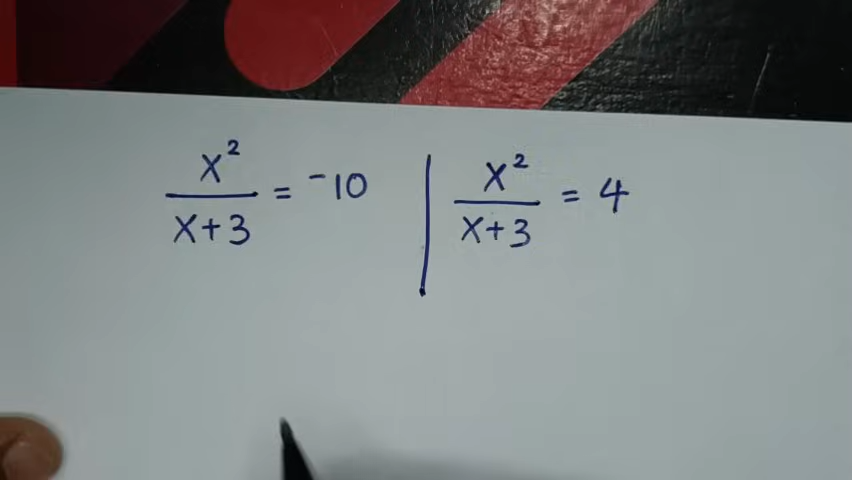 x² / x+3 = ⁻10 | x² / x+3 = 4